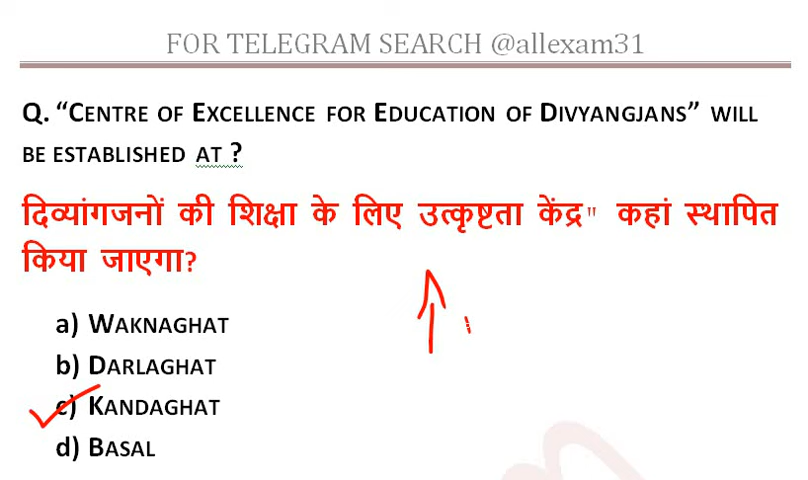 FOR TELEGRAM SEARCH @allexam31
Q. “CENTRE OF EXCELLENCE FOR EDUCATION OF DIVYANGJANS” WILL
BE ESTABLISHED AT ?
दिव्यांगजनों की शिक्षा के लिए उत्कृष्टता केंद्र" कहां स्थापित
किया जाएगा?
a) WAKNAGHAT
b) DARLAGHAT
c) KANDAGHAT
d) BASAL